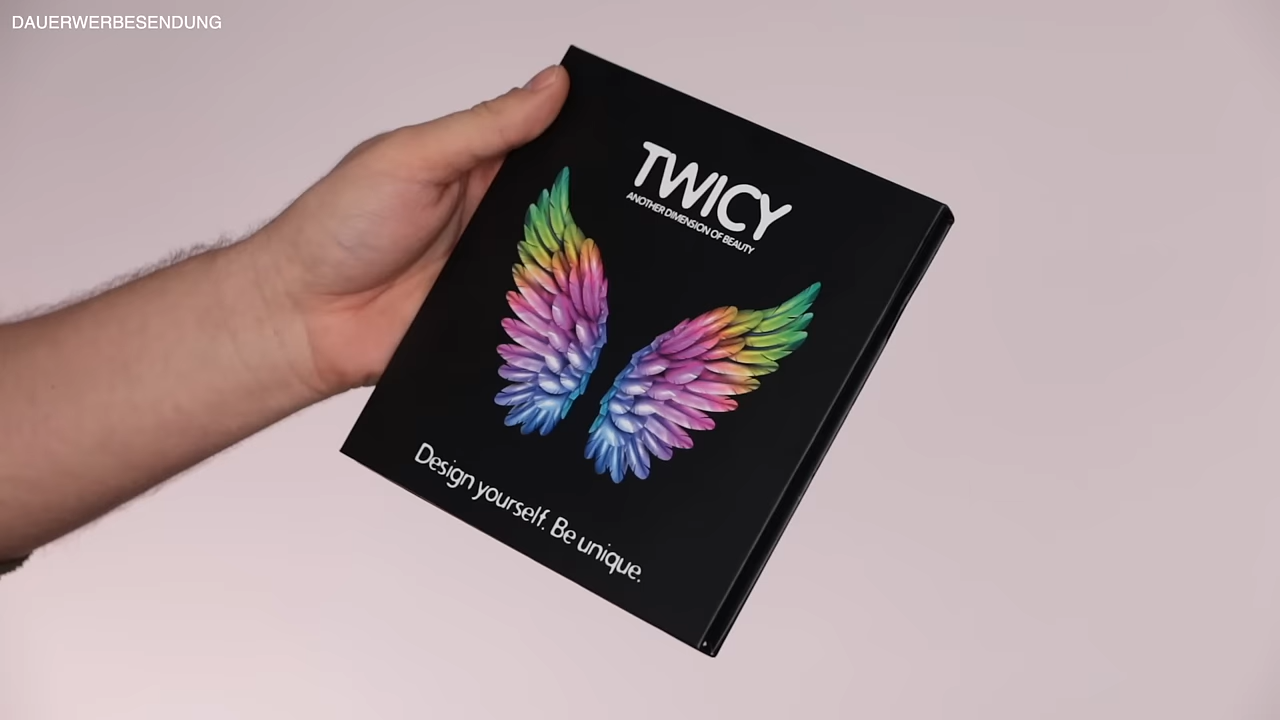 DAUERWERBESENDUNG
TWICY
ANOTHER DIMENSION OF BEAUTY
Design yourself. Be unique.